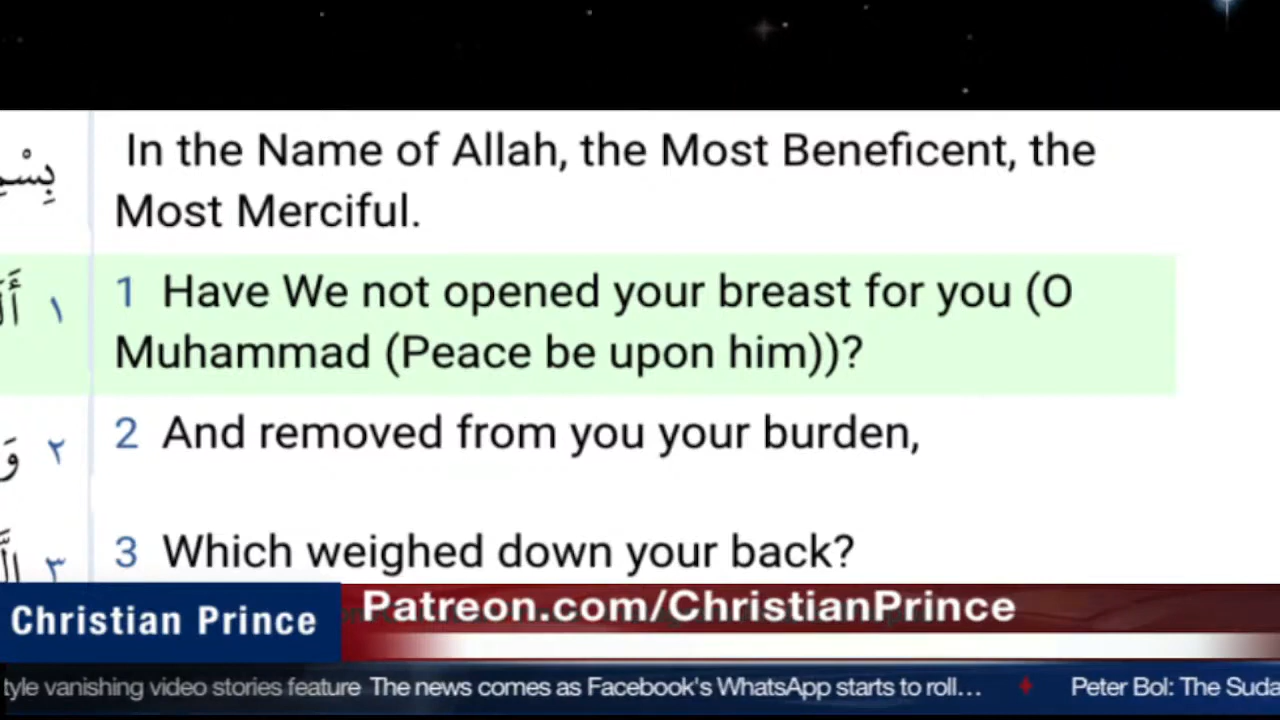 In the Name of Allah, the Most Beneficent, the
Most Merciful.
بِسْمِ
1 Have We not opened your breast for you (O
Muhammad (Peace be upon him))?
١
2 And removed from you your burden,
٢ وَ
3 Which weighed down your back?
٣
Christian Prince
Patreon.com/ChristianPrince
tyle vanishing video stories feature The news comes as Facebook's WhatsApp starts to roll... Peter Bol: The Suda